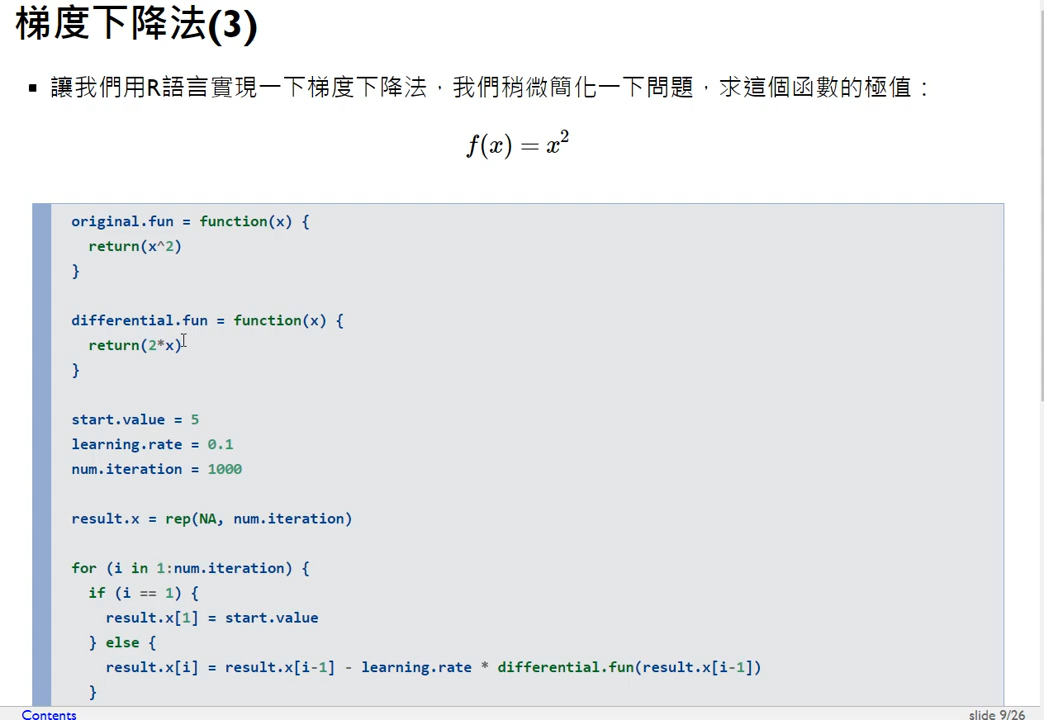 梯度下降法(3)
▪ 讓我們用R語言實現一下梯度下降法，我們稍微簡化一下問題，求這個函數的極值：
f(x) = x²
original.fun = function(x) {
  return(x^2)
}
differential.fun = function(x) {
  return(2*x)
}
start.value = 5
learning.rate = 0.1
num.iteration = 1000
result.x = rep(NA, num.iteration)
for (i in 1:num.iteration) {
  if (i == 1) {
    result.x[1] = start.value
  } else {
    result.x[i] = result.x[i-1] - learning.rate * differential.fun(result.x[i-1])
  }
Contents
slide 9/26